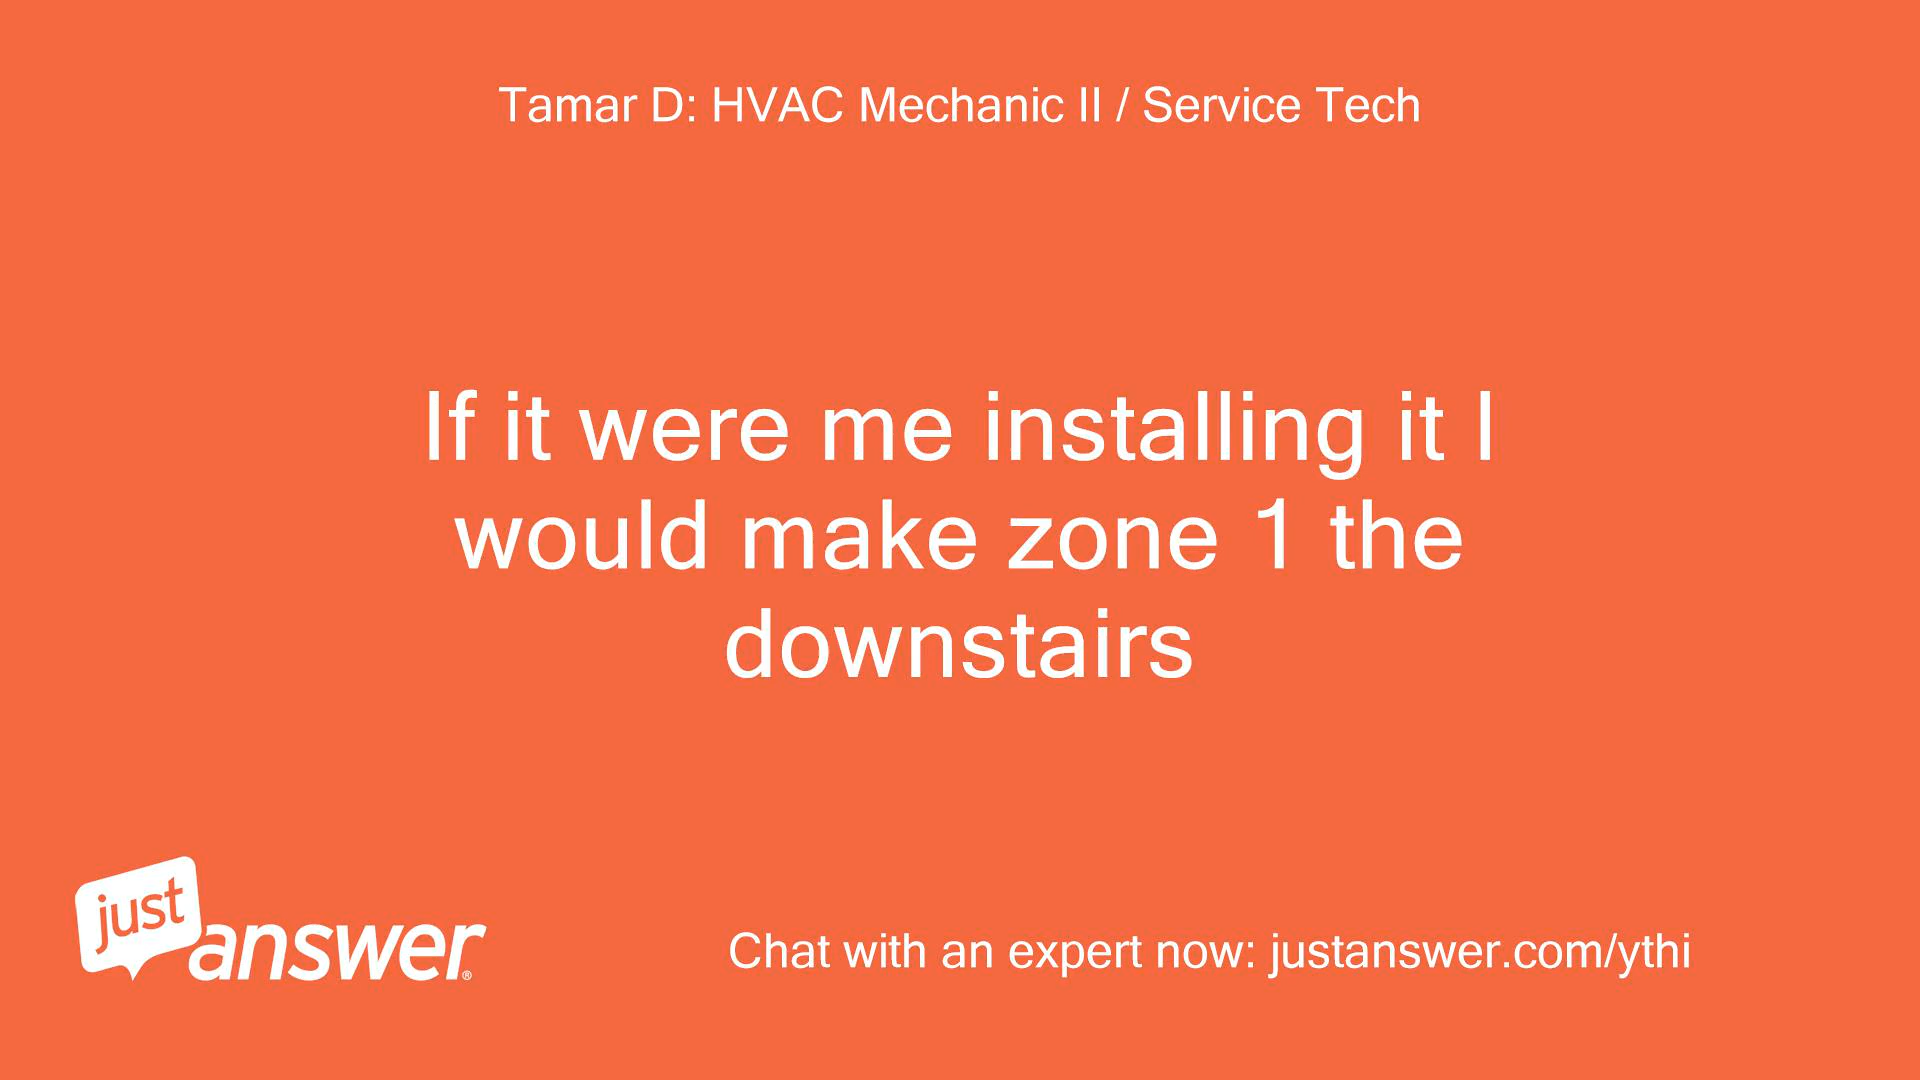 Tamar D: HVAC Mechanic II / Service Tech
If it were me installing it I
would make zone 1 the
downstairs
just
answer®
Chat with an expert now: justanswer.com/ythi